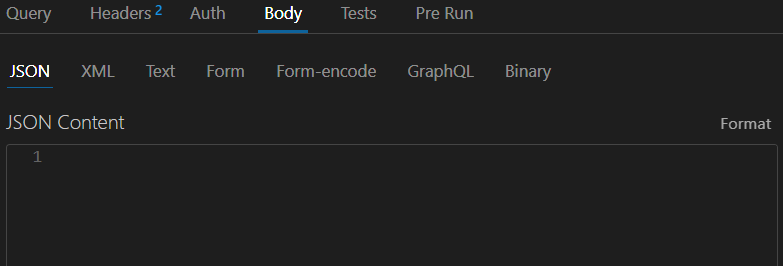 Query Headers 2 Auth Body Tests Pre Run
JSON XML Text Form Form-encode GraphQL Binary
JSON Content Format
1